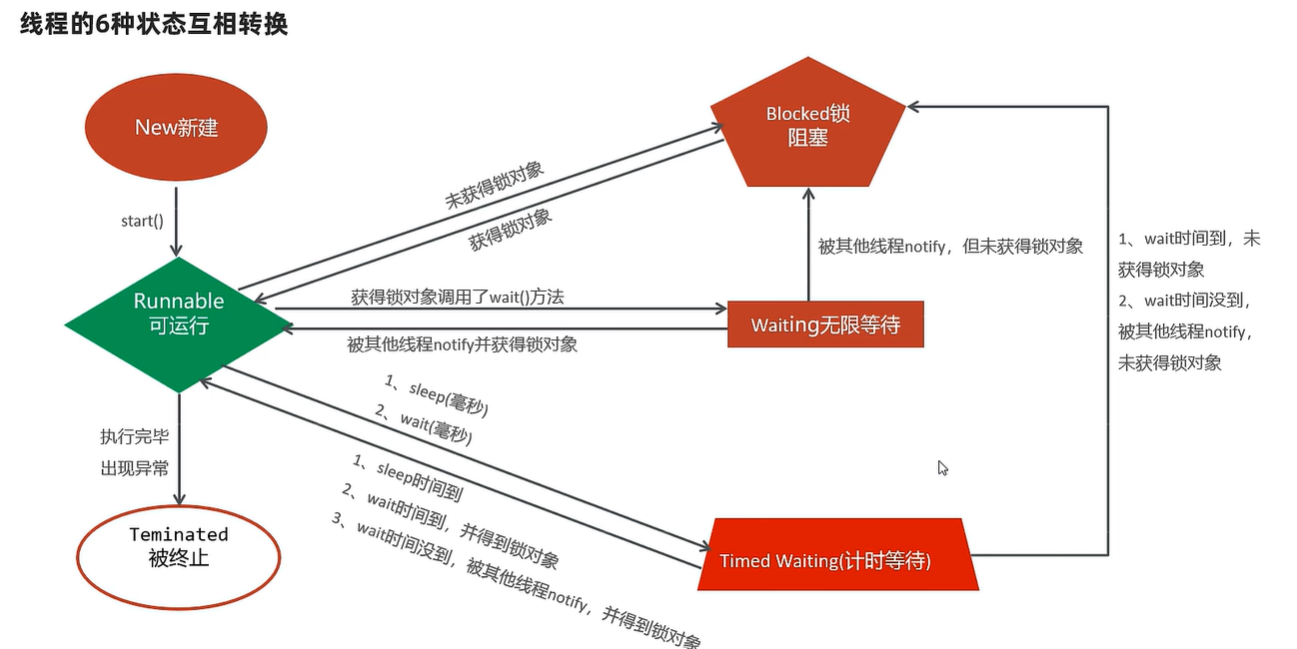 线程的6种状态互相转换
New新建
start()
Runnable
可运行
执行完毕
出现异常
Teminated
被终止
未获得锁对象
获得锁对象
获得锁对象调用了wait()方法
被其他线程notify并获得锁对象
1、sleep(毫秒)
2、wait(毫秒)
1、sleep时间到
2、wait时间到，并得到锁对象
3、wait时间没到，被其他线程notify，并得到锁对象
Blocked锁
阻塞
被其他线程notify，但未获得锁对象
Waiting无限等待
Timed Waiting(计时等待)
1、wait时间到，未
获得锁对象
2、wait时间没到，
被其他线程notify，
未获得锁对象